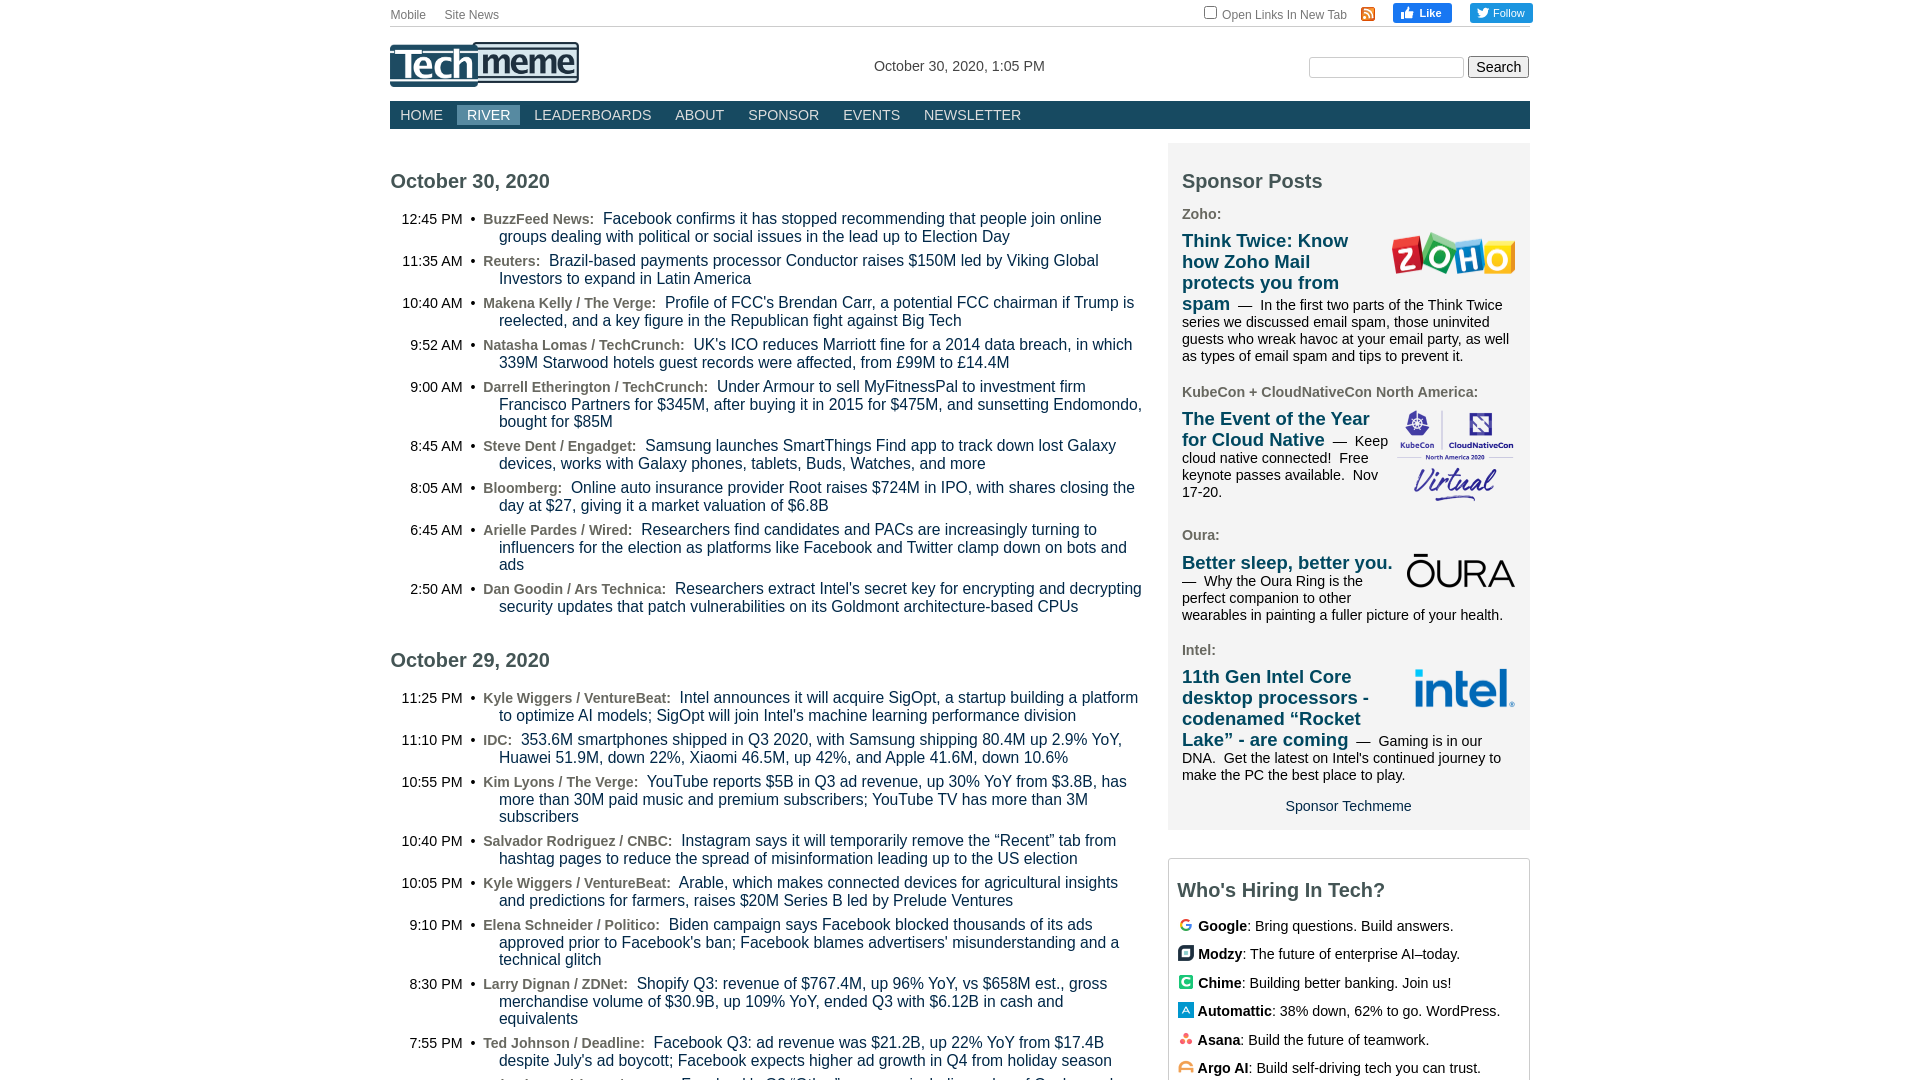 Mobile Site News
Open Links In New Tab
Like
Follow
Techmeme
October 30, 2020, 1:05 PM
Search
HOME RIVER LEADERBOARDS ABOUT SPONSOR EVENTS NEWSLETTER
October 30, 2020
12:45 PM • BuzzFeed News: Facebook confirms it has stopped recommending that people join online
groups dealing with political or social issues in the lead up to Election Day
11:35 AM • Reuters: Brazil-based payments processor Conductor raises $150M led by Viking Global
Investors to expand in Latin America
10:40 AM • Makena Kelly / The Verge: Profile of FCC's Brendan Carr, a potential FCC chairman if Trump is
reelected, and a key figure in the Republican fight against Big Tech
9:52 AM • Natasha Lomas / TechCrunch: UK's ICO reduces Marriott fine for a 2014 data breach, in which
339M Starwood hotels guest records were affected, from £99M to £14.4M
9:00 AM • Darrell Etherington / TechCrunch: Under Armour to sell MyFitnessPal to investment firm
Francisco Partners for $345M, after buying it in 2015 for $475M, and sunsetting Endomondo,
bought for $85M
8:45 AM • Steve Dent / Engadget: Samsung launches SmartThings Find app to track down lost Galaxy
devices, works with Galaxy phones, tablets, Buds, Watches, and more
8:05 AM • Bloomberg: Online auto insurance provider Root raises $724M in IPO, with shares closing the
day at $27, giving it a market valuation of $6.8B
6:45 AM • Arielle Pardes / Wired: Researchers find candidates and PACs are increasingly turning to
influencers for the election as platforms like Facebook and Twitter clamp down on bots and
ads
2:50 AM • Dan Goodin / Ars Technica: Researchers extract Intel's secret key for encrypting and decrypting
security updates that patch vulnerabilities on its Goldmont architecture-based CPUs
October 29, 2020
11:25 PM • Kyle Wiggers / VentureBeat: Intel announces it will acquire SigOpt, a startup building a platform
to optimize AI models; SigOpt will join Intel's machine learning performance division
11:10 PM • IDC: 353.6M smartphones shipped in Q3 2020, with Samsung shipping 80.4M up 2.9% YoY,
Huawei 51.9M, down 22%, Xiaomi 46.5M, up 42%, and Apple 41.6M, down 10.6%
10:55 PM • Kim Lyons / The Verge: YouTube reports $5B in Q3 ad revenue, up 30% YoY from $3.8B, has
more than 30M paid music and premium subscribers; YouTube TV has more than 3M
subscribers
10:40 PM • Salvador Rodriguez / CNBC: Instagram says it will temporarily remove the “Recent” tab from
hashtag pages to reduce the spread of misinformation leading up to the US election
10:05 PM • Kyle Wiggers / VentureBeat: Arable, which makes connected devices for agricultural insights
and predictions for farmers, raises $20M Series B led by Prelude Ventures
9:10 PM • Elena Schneider / Politico: Biden campaign says Facebook blocked thousands of its ads
approved prior to Facebook's ban; Facebook blames advertisers' misunderstanding and a
technical glitch
8:30 PM • Larry Dignan / ZDNet: Shopify Q3: revenue of $767.4M, up 96% YoY, vs $658M est., gross
merchandise volume of $30.9B, up 109% YoY, ended Q3 with $6.12B in cash and
equivalents
7:55 PM • Ted Johnson / Deadline: Facebook Q3: ad revenue was $21.2B, up 22% YoY from $17.4B
despite July's ad boycott; Facebook expects higher ad growth in Q4 from holiday season
Sponsor Posts
Zoho:
ZOHO
Think Twice: Know
how Zoho Mail
protects you from
spam — In the first two parts of the Think Twice
series we discussed email spam, those uninvited
guests who wreak havoc at your email party, as well
as types of email spam and tips to prevent it.
KubeCon + CloudNativeCon North America:
KubeCon CloudNativeCon
North America 2020
Virtual
The Event of the Year
for Cloud Native — Keep
cloud native connected! Free
keynote passes available. Nov
17-20.
Oura:
ŌURA
Better sleep, better you.
— Why the Oura Ring is the
perfect companion to other
wearables in painting a fuller picture of your health.
Intel:
intel
11th Gen Intel Core
desktop processors -
codenamed “Rocket
Lake” - are coming — Gaming is in our
DNA. Get the latest on Intel's continued journey to
make the PC the best place to play.
Sponsor Techmeme
Who's Hiring In Tech?
Google: Bring questions. Build answers.
Modzy: The future of enterprise AI–today.
Chime: Building better banking. Join us!
Automattic: 38% down, 62% to go. WordPress.
Asana: Build the future of teamwork.
Argo AI: Build self-driving tech you can trust.